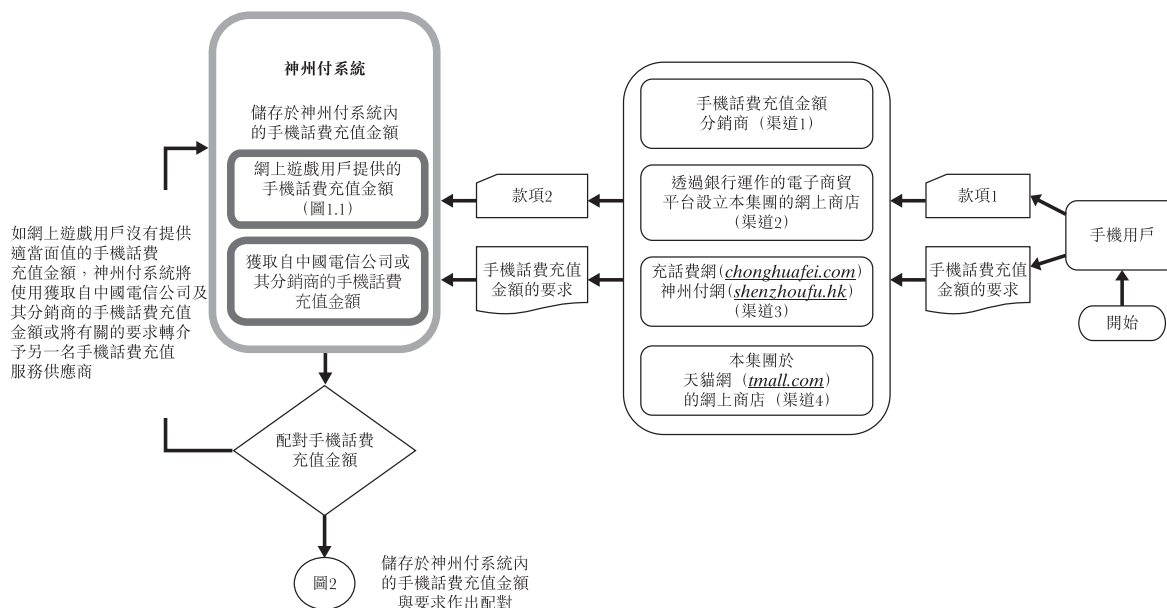 神州付系統
儲存於神州付系統內
的手機話費充值金額
網上遊戲用戶提供的
手機話費充值金額
(圖1.1)
獲取自中國電信公司或
其分銷商的手機話費
充值金額
如網上遊戲用戶沒有提供
適當面值的手機話費
充值金額，神州付系統將
使用獲取自中國電信公司及
其分銷商的手機話費充值
金額或將有關的要求轉介
予另一名手機話費充值
服務供應商
配對手機話費
充值金額
圖2
儲存於神州付系統內
的手機話費充值金額
與要求作出配對
款項2
手機話費充值
金額的要求
手機話費充值金額
分銷商（渠道1）
透過銀行運作的電子商貿
平台設立本集團的網上商店
（渠道2）
充話費網(chonghuafei.com)
神州付網(shenzhoufu.hk)
（渠道3）
本集團於
天貓網（tmall.com）
的網上商店（渠道4）
款項1
手機話費充值
金額的要求
手機用戶
開始